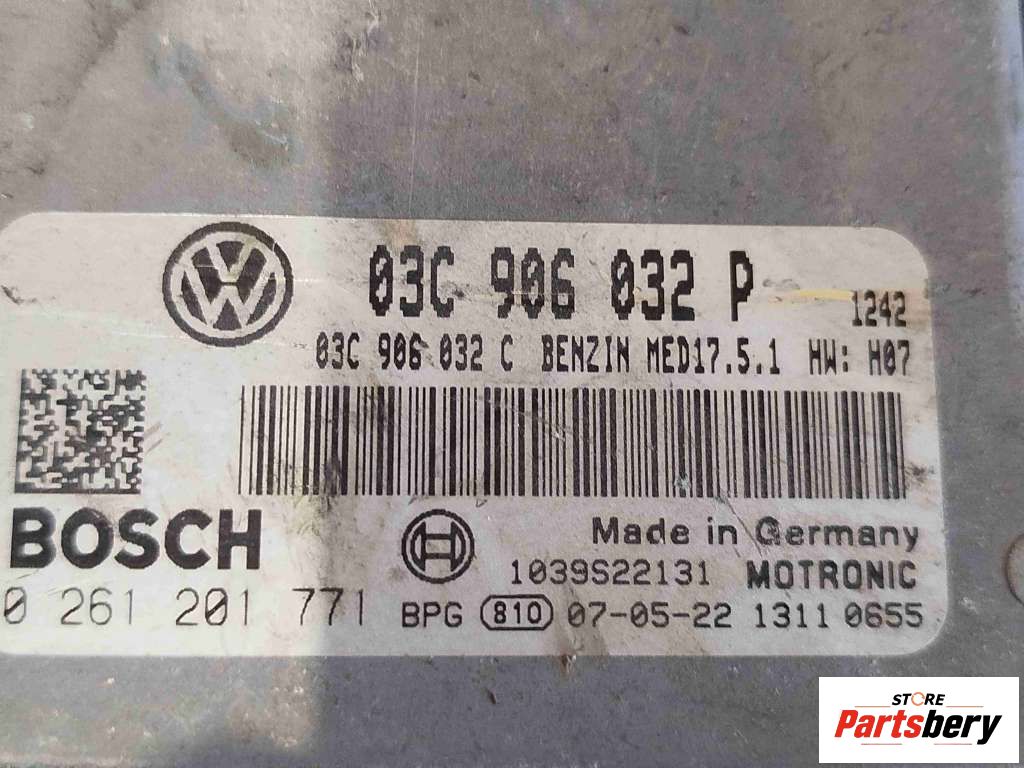 03C 906 032 P 1242
03C 906 032 C BENZIN MED17.5.1 HW: H07
BOSCH
Made in Germany
1039S22131 MOTRONIC
0 261 201 771 BPG 810 07-05-22 1311 0655
STORE
Partsbery